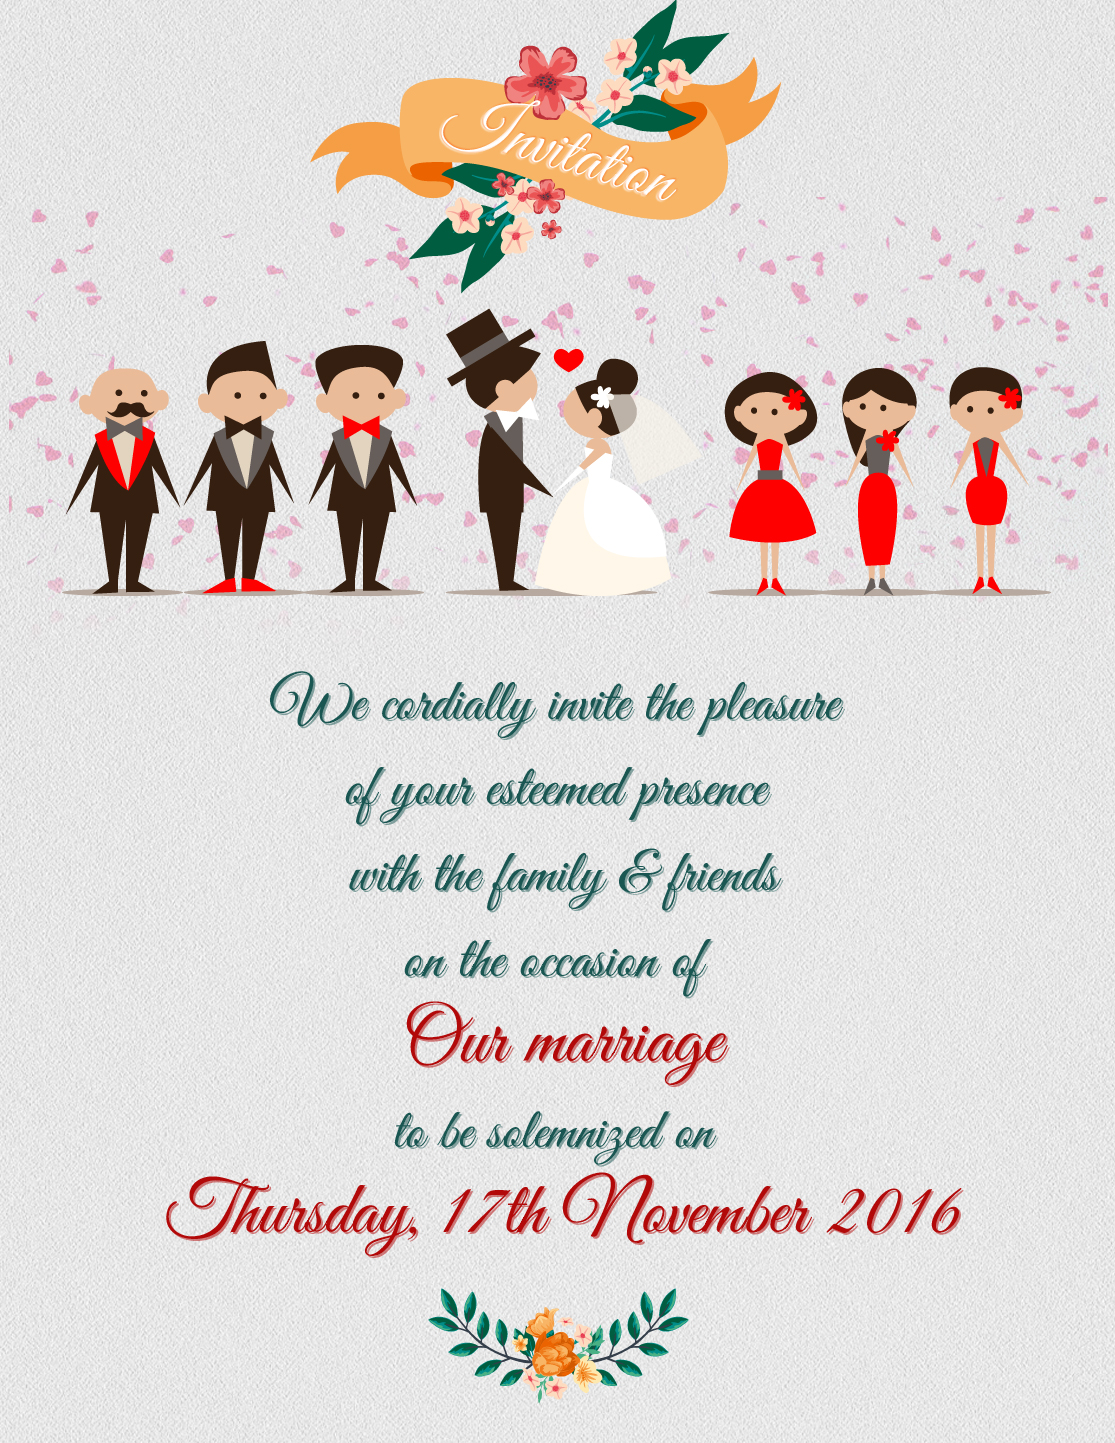 Invitation
We cordially invite the pleasure
of your esteemed presence
with the family & friends
on the occasion of
Our marriage
to be solemnized on
Thursday, 17th November 2016